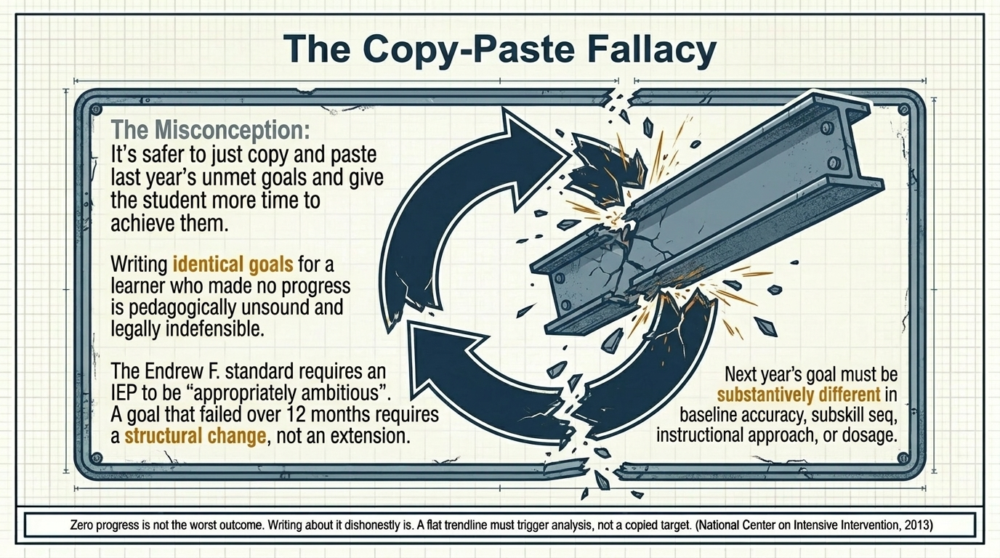 The Copy-Paste Fallacy
The Misconception:
It's safer to just copy and paste
last year's unmet goals and give
the student more time to
achieve them.
Writing identical goals for a
learner who made no progress
is pedagogically unsound and
legally indefensible.
The Endrew F. standard requires an
IEP to be “appropriately ambitious”.
A goal that failed over 12 months requires
a structural change, not an extension.
Next year's goal must be
substantively different in
baseline accuracy, subskill seq,
instructional approach, or dosage.
Zero progress is not the worst outcome. Writing about it dishonestly is. A flat trendline must trigger analysis, not a copied target. (National Center on Intensive Intervention, 2013)